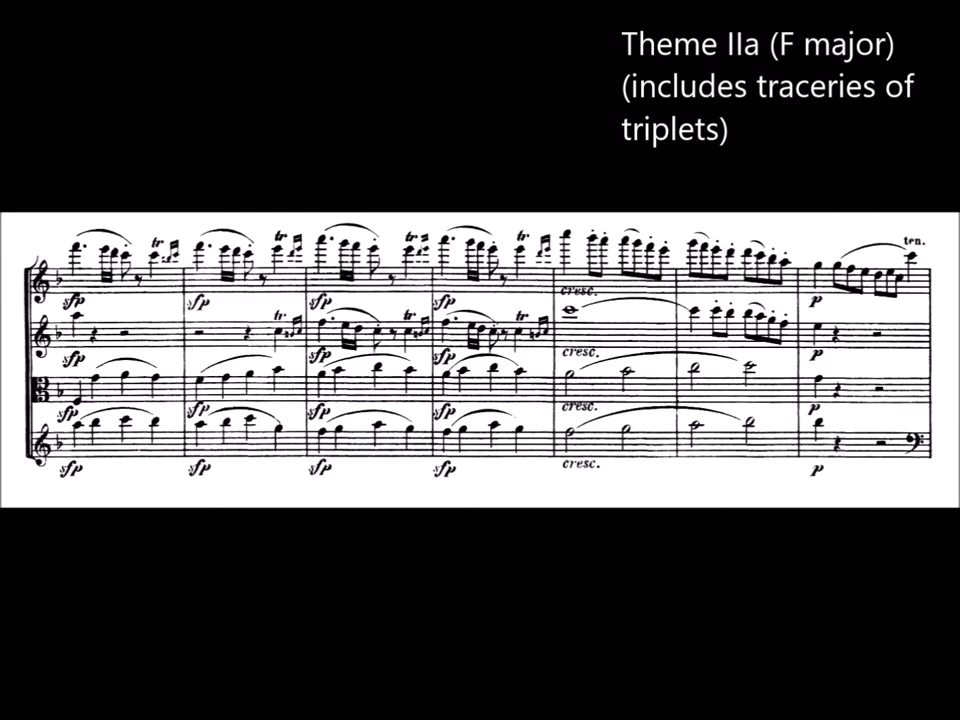 Theme IIa (F major)
(includes traceries of
triplets)
tr tr tr tr ten.
sfp sfp sfp sfp cresc. p
tr tr tr
sfp sfp sfp cresc. p
sfp sfp sfp sfp cresc. p
sfp sfp sfp sfp cresc. p